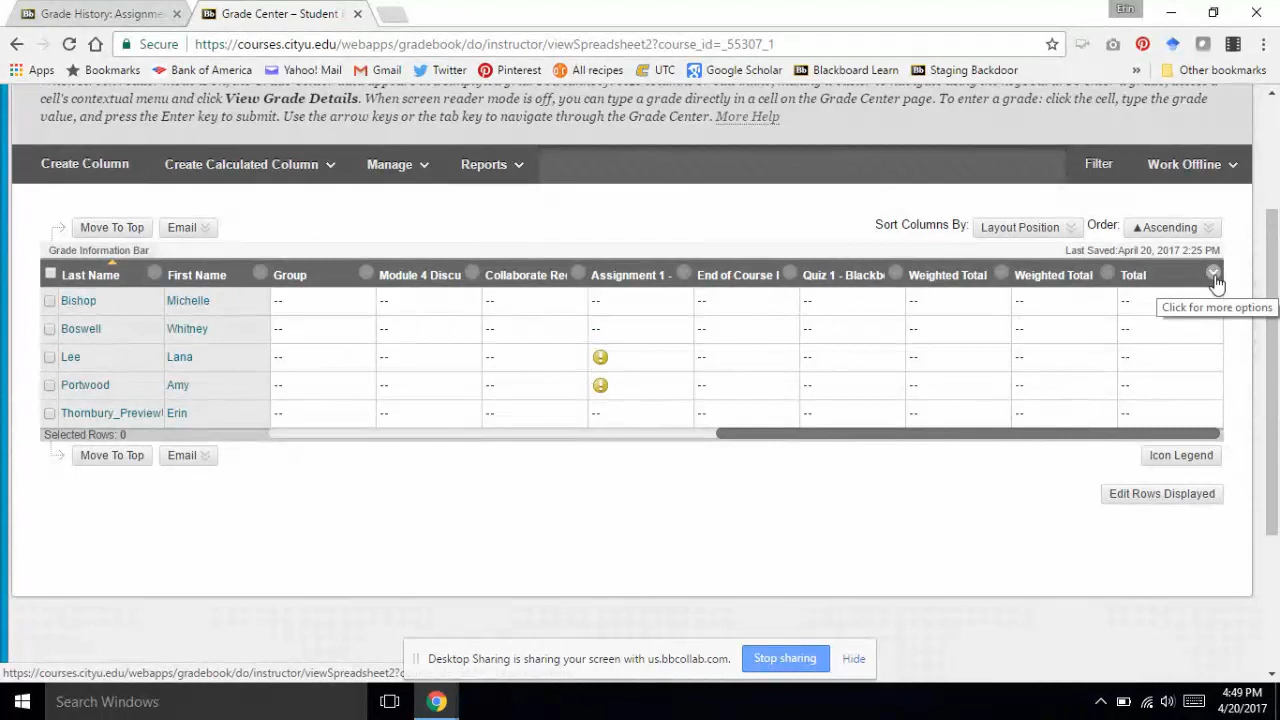 Grade History: Assignme
Grade Center – Student
Erin
Secure https://courses.cityu.edu/webapps/gradebook/do/instructor/viewSpreadsheet2?course_id=_55307_1
Apps Bookmarks Bank of America Yahoo! Mail Gmail Twitter Pinterest All recipes UTC Google Scholar Blackboard Learn Staging Backdoor » Other bookmarks
cell's contextual menu and click View Grade Details. When screen reader mode is off, you can type a grade directly in a cell on the Grade Center page. To enter a grade: click the cell, type the grade
value, and press the Enter key to submit. Use the arrow keys or the tab key to navigate through the Grade Center. More Help
Create Column Create Calculated Column Manage Reports Filter Work Offline
Move To Top Email Sort Columns By: Layout Position Order: ▲Ascending
Grade Information Bar Last Saved:April 20, 2017 2:25 PM
Last Name First Name Group Module 4 Discu Collaborate Re Assignment 1 - End of Course Quiz 1 - Blackb Weighted Total Weighted Total Total
Bishop Michelle -- -- -- -- -- -- -- -- --
Click for more options
Boswell Whitney -- -- -- -- -- -- -- -- --
Lee Lana -- -- -- -- -- -- -- --
Portwood Amy -- -- -- -- -- -- -- --
Thornbury_Preview Erin -- -- -- -- -- -- -- -- --
Selected Rows: 0
Move To Top Email Icon Legend
Edit Rows Displayed
Desktop Sharing is sharing your screen with us.bbcollab.com. Stop sharing Hide
https://courses.cityu.edu/webapps/gradebook/do/instructor/viewSpreadsheet2?c
Search Windows
4:49 PM
4/20/2017